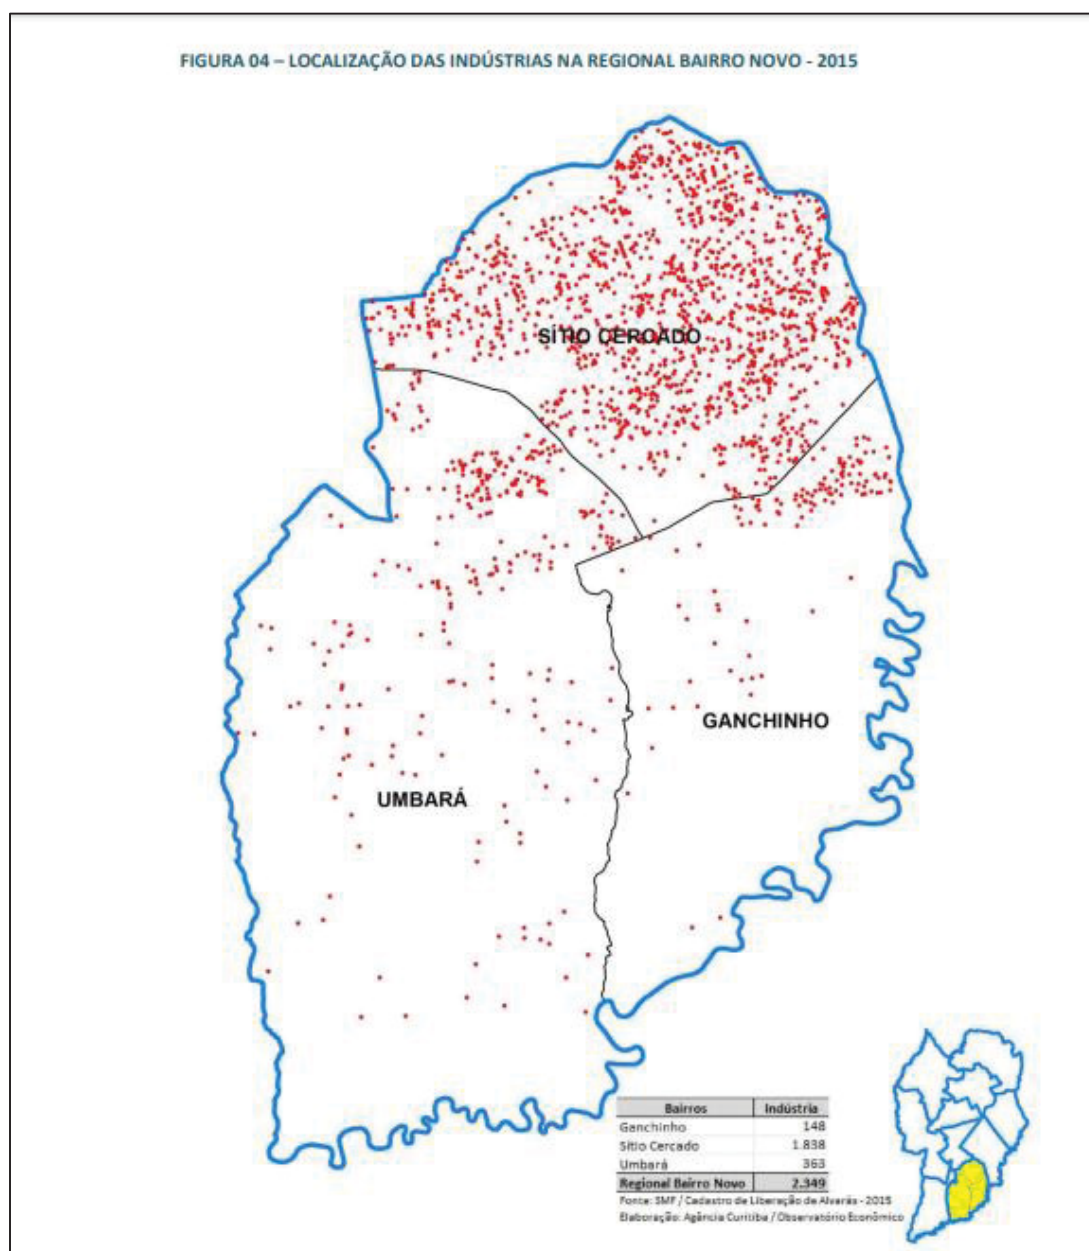 FIGURA 04 – LOCALIZAÇÃO DAS INDÚSTRIAS NA REGIONAL BAIRRO NOVO - 2015
SÍTIO CERCADO
GANCHINHO
UMBARÁ
Bairros Indústria
Ganchinho 148
Sítio Cercado 1.838
Umbará 363
Regional Bairro Novo 2.349
Fonte: SMF / Cadastro de Liberação de Alvarás - 2015
Elaboração: Agência Curitiba / Observatório Econômico